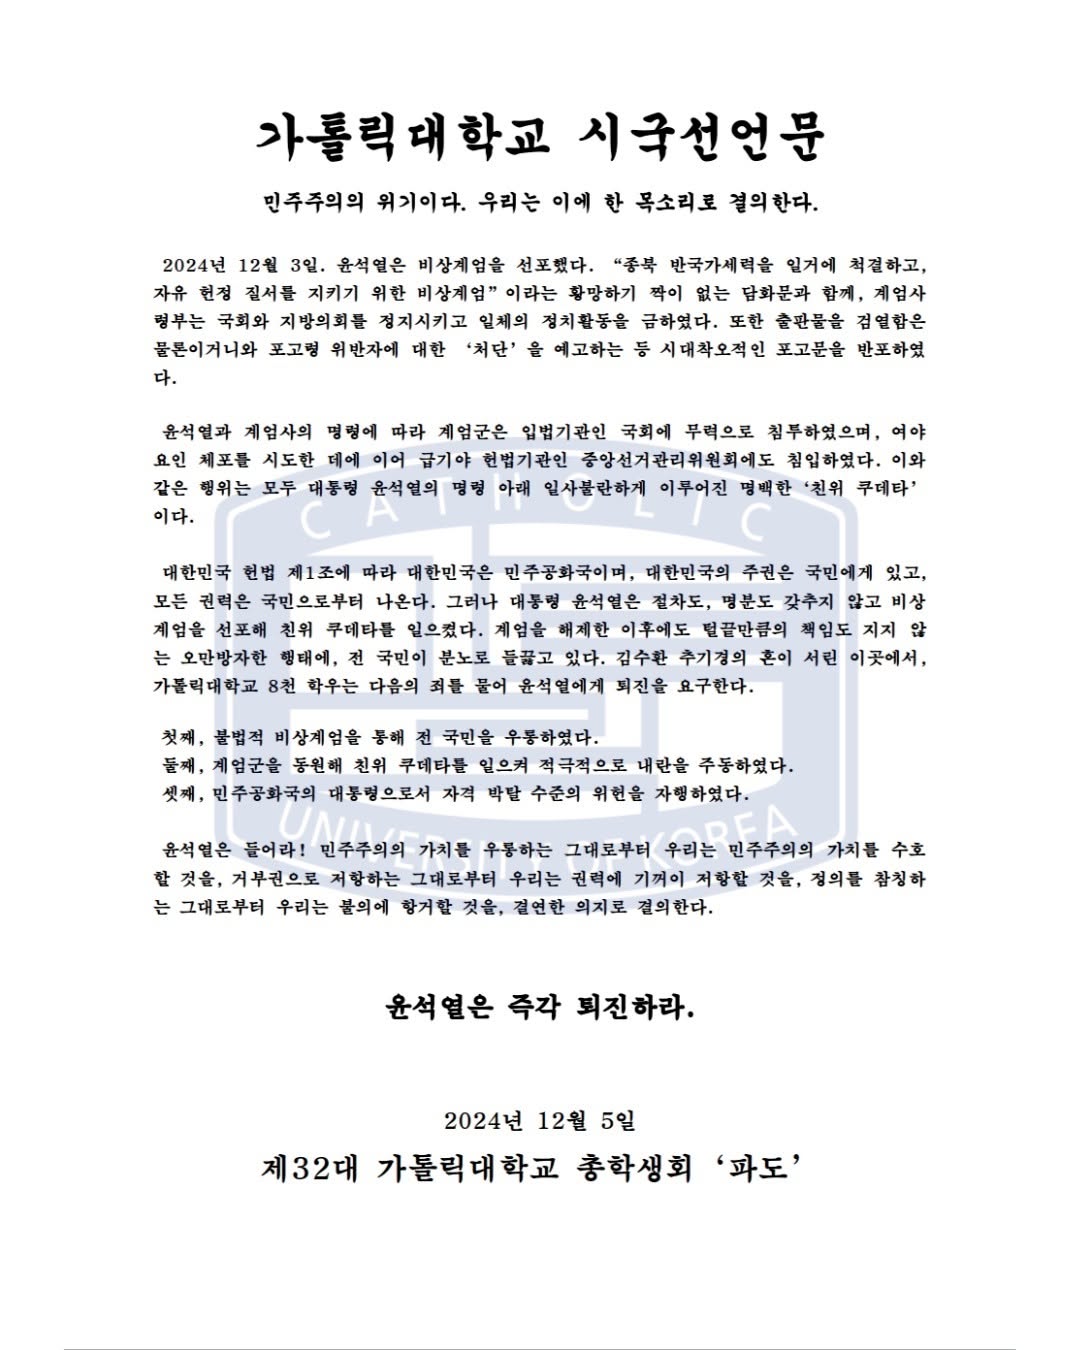 가톨릭대학교 시국선언문
민주주의의 위기이다. 우리는 이에 한 목소리로 결의한다.
2024년 12월 3일. 윤석열은 비상계엄을 선포했다. “종북 반국가세력을 일거에 척결하고,
자유 헌정 질서를 지키기 위한 비상계엄” 이라는 황망하기 짝이 없는 담화문과 함께, 계엄사
령부는 국회와 지방의회를 정지시키고 일체의 정치활동을 금하였다. 또한 출판물을 검열함은
물론이거니와 포고령 위반자에 대한 ‘처단’ 을 예고하는 등 시대착오적인 포고문을 반포하였
다.
윤석열과 계엄사의 명령에 따라 계엄군은 입법기관인 국회에 무력으로 침투하였으며, 여야
요인 체포를 시도한 데에 이어 급기야 헌법기관인 중앙선거관리위원회에도 침입하였다. 이와
같은 행위는 모두 대통령 윤석열의 명령 아래 일사불란하게 이루어진 명백한 ‘친위 쿠데타’
이다.
대한민국 헌법 제1조에 따라 대한민국은 민주공화국이며, 대한민국의 주권은 국민에게 있고,
모든 권력은 국민으로부터 나온다. 그러나 대통령 윤석열은 절차도, 명분도 갖추지 않고 비상
계엄을 선포해 친위 쿠데타를 일으켰다. 계엄을 해제한 이후에도 털끝만큼의 책임도 지지 않
는 오만방자한 행태에, 전 국민이 분노로 들끓고 있다. 김수환 추기경의 혼이 서린 이곳에서,
가톨릭대학교 8천 학우는 다음의 죄를 물어 윤석열에게 퇴진을 요구한다.
첫째, 불법적 비상계엄을 통해 전 국민을 우롱하였다.
둘째, 계엄군을 동원해 친위 쿠데타를 일으켜 적극적으로 내란을 주동하였다.
셋째, 민주공화국의 대통령으로서 자격 박탈 수준의 위헌을 자행하였다.
윤석열은 들어라! 민주주의의 가치를 우롱하는 그대로부터 우리는 민주주의의 가치를 수호
할 것을, 거부권으로 저항하는 그대로부터 우리는 권력에 기꺼이 저항할 것을, 정의를 참칭하
는 그대로부터 우리는 불의에 항거할 것을, 결연한 의지로 결의한다.
윤석열은 즉각 퇴진하라.
2024년 12월 5일
제32대 가톨릭대학교 총학생회 ‘파도’
CATHOLIC
UNIVERSITY OF KOREA